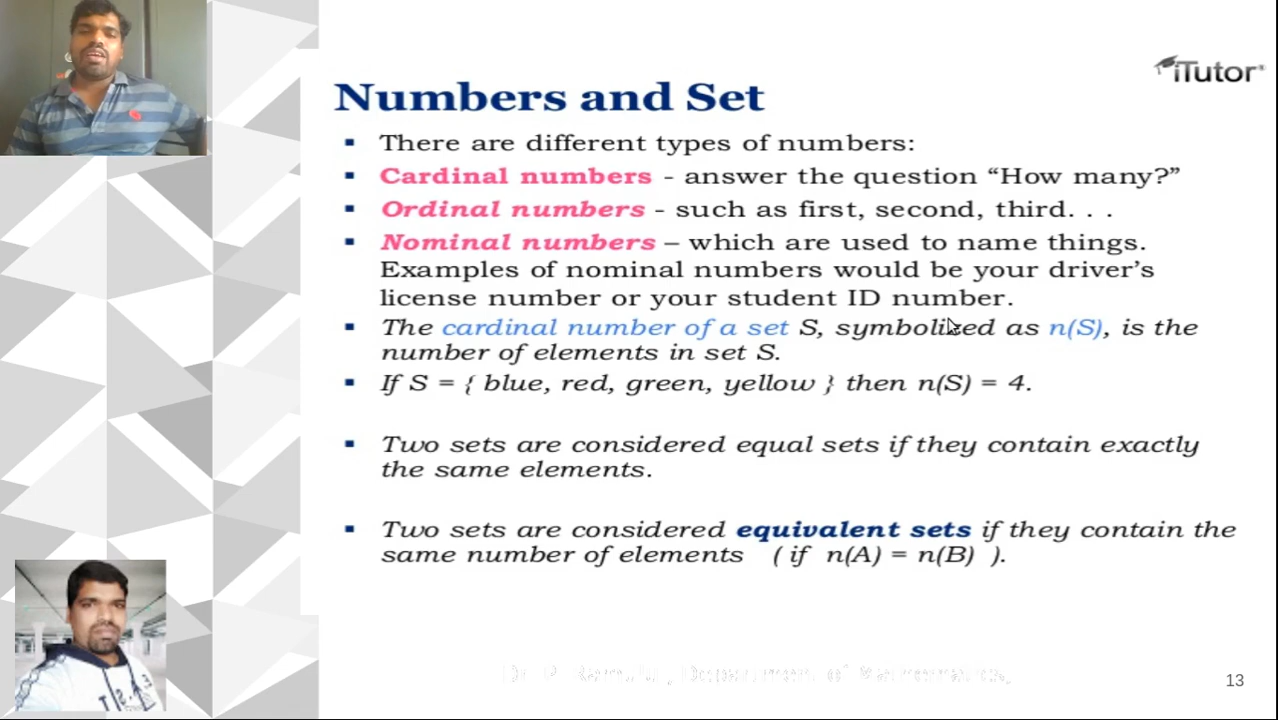 iTutor
Numbers and Set
▪ There are different types of numbers:
▪ Cardinal numbers - answer the question “How many?”
▪ Ordinal numbers - such as first, second, third. . .
▪ Nominal numbers – which are used to name things.
Examples of nominal numbers would be your driver’s
license number or your student ID number.
▪ The cardinal number of a set S, symbolized as n(S), is the
number of elements in set S.
▪ If S = { blue, red, green, yellow } then n(S) = 4.
▪ Two sets are considered equal sets if they contain exactly
the same elements.
▪ Two sets are considered equivalent sets if they contain the
same number of elements ( if n(A) = n(B) ).
Department of Mathematics,
13